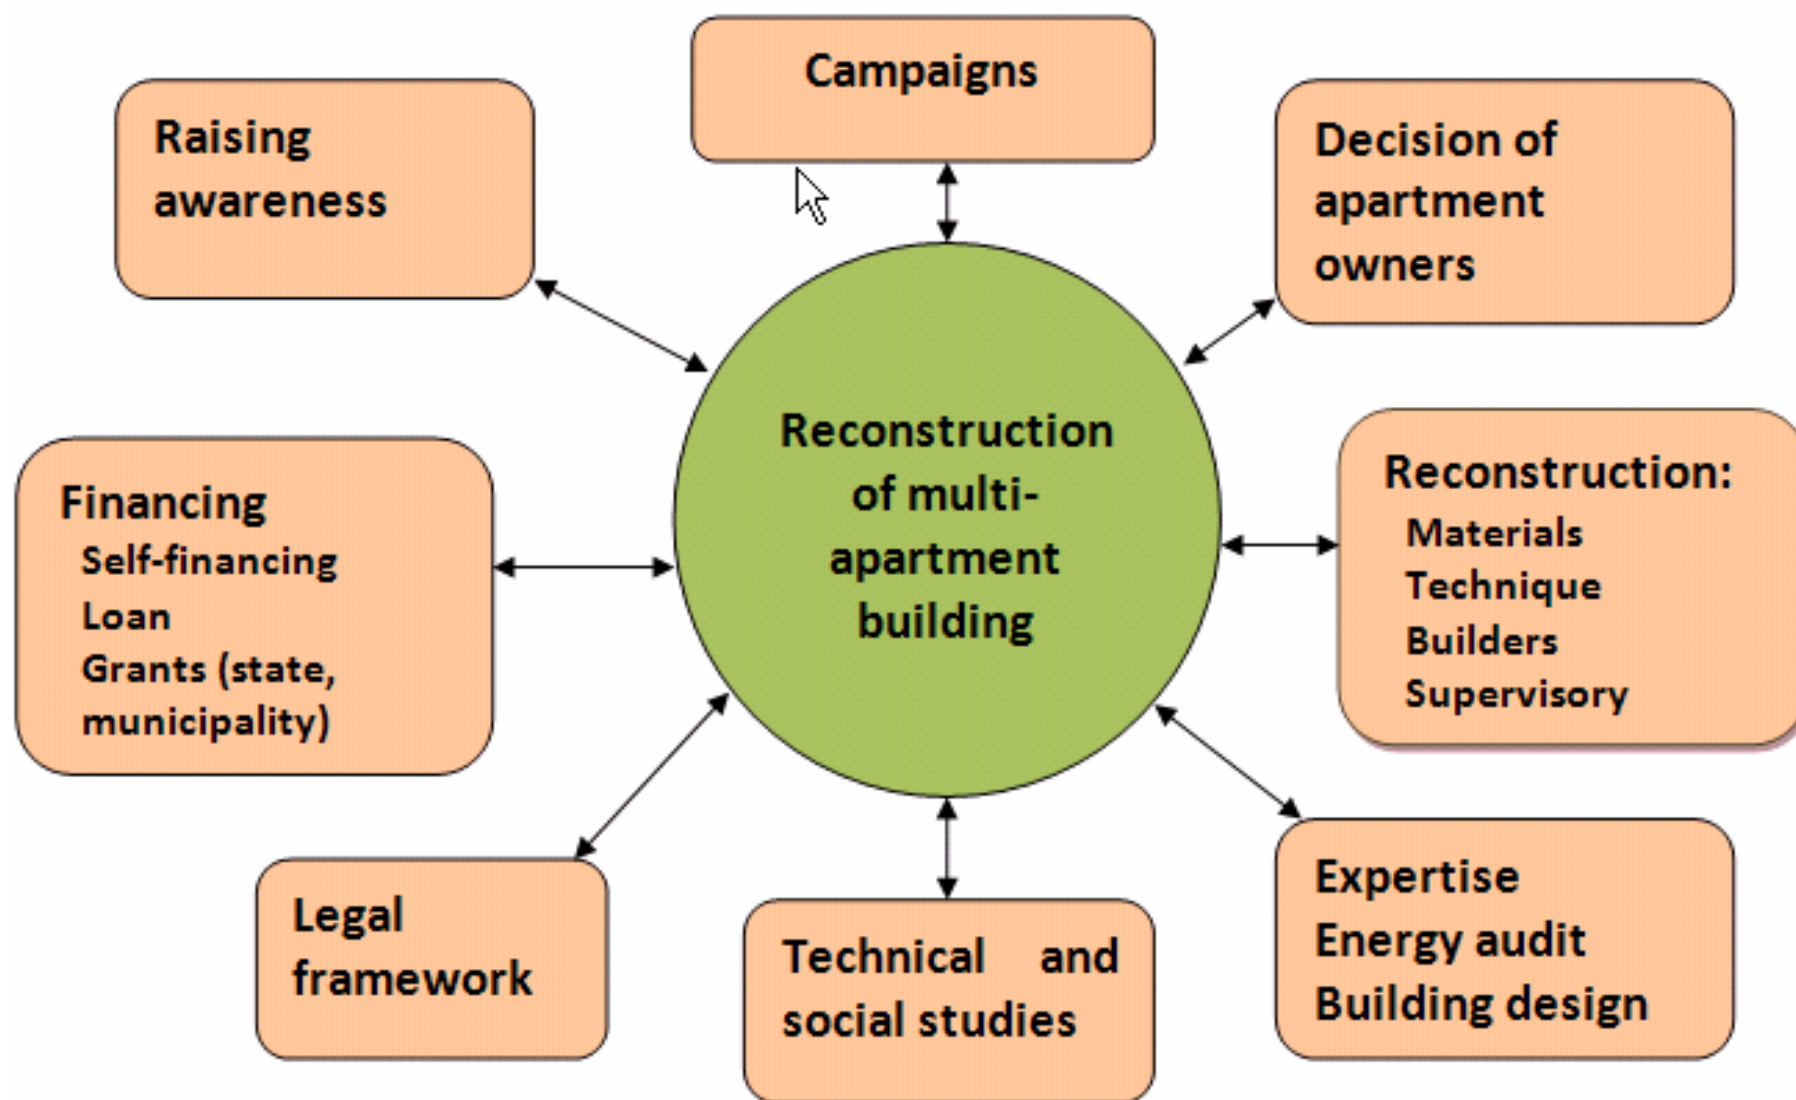 Campaigns
Raising
awareness
Decision of
apartment
owners
Reconstruction
of multi-
apartment
building
Financing
Self-financing
Loan
Grants (state,
municipality)
Reconstruction:
Materials
Technique
Builders
Supervisory
Legal
framework
Technical and
social studies
Expertise
Energy audit
Building design